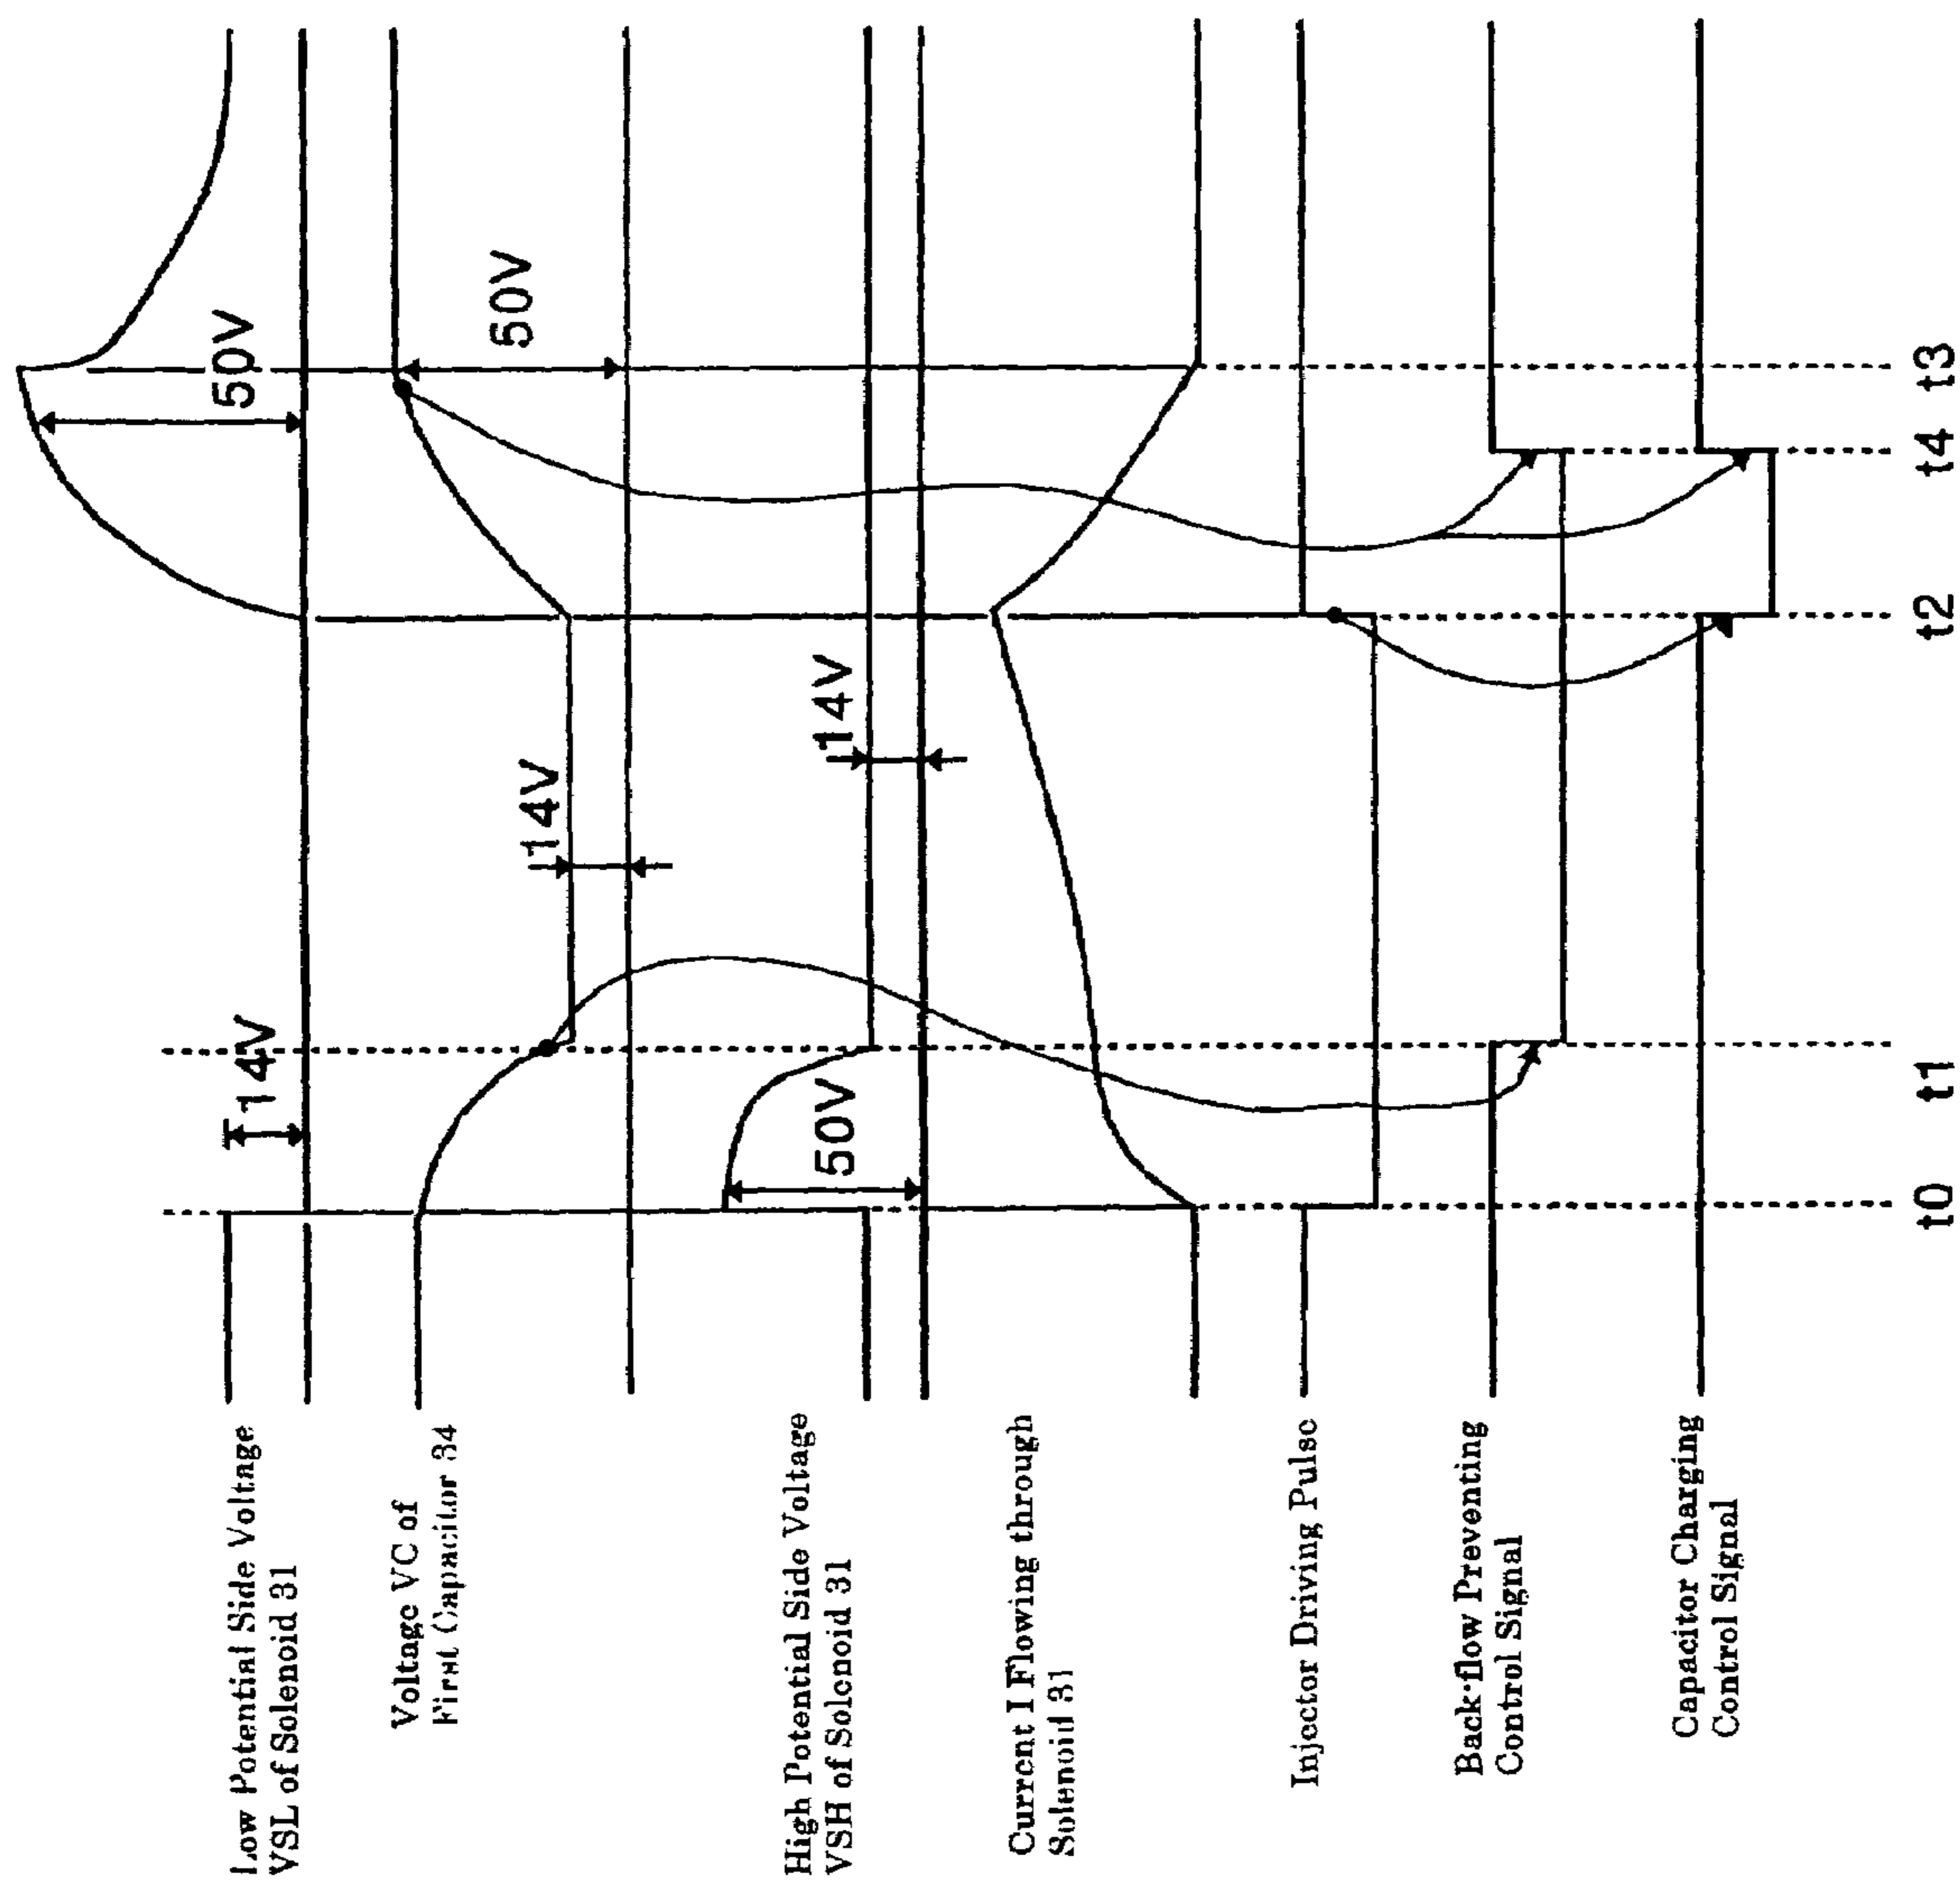 Low Potential Side Voltage
VSL of Solenoid 31
Voltage VC of
First Capacitor 34
High Potential Side Voltage
VSH of Solenoid 31
Current I Flowing through
Solenoid 31
Injector Driving Pulse
Back-flow Preventing
Control Signal
Capacitor Charging
Control Signal
14V
50V
14V
50V
50V
14V
t0
t1
t2
t4
t3